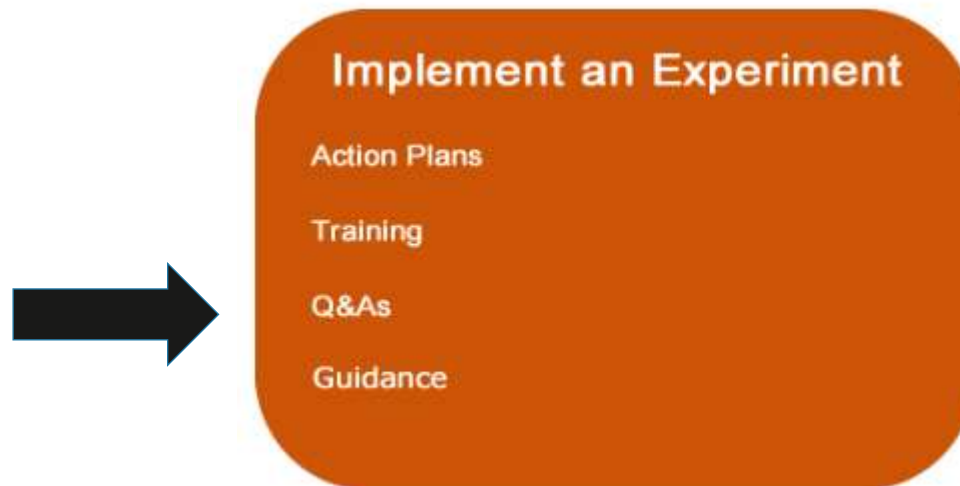 Implement an Experiment
Action Plans
Training
Q&As
Guidance